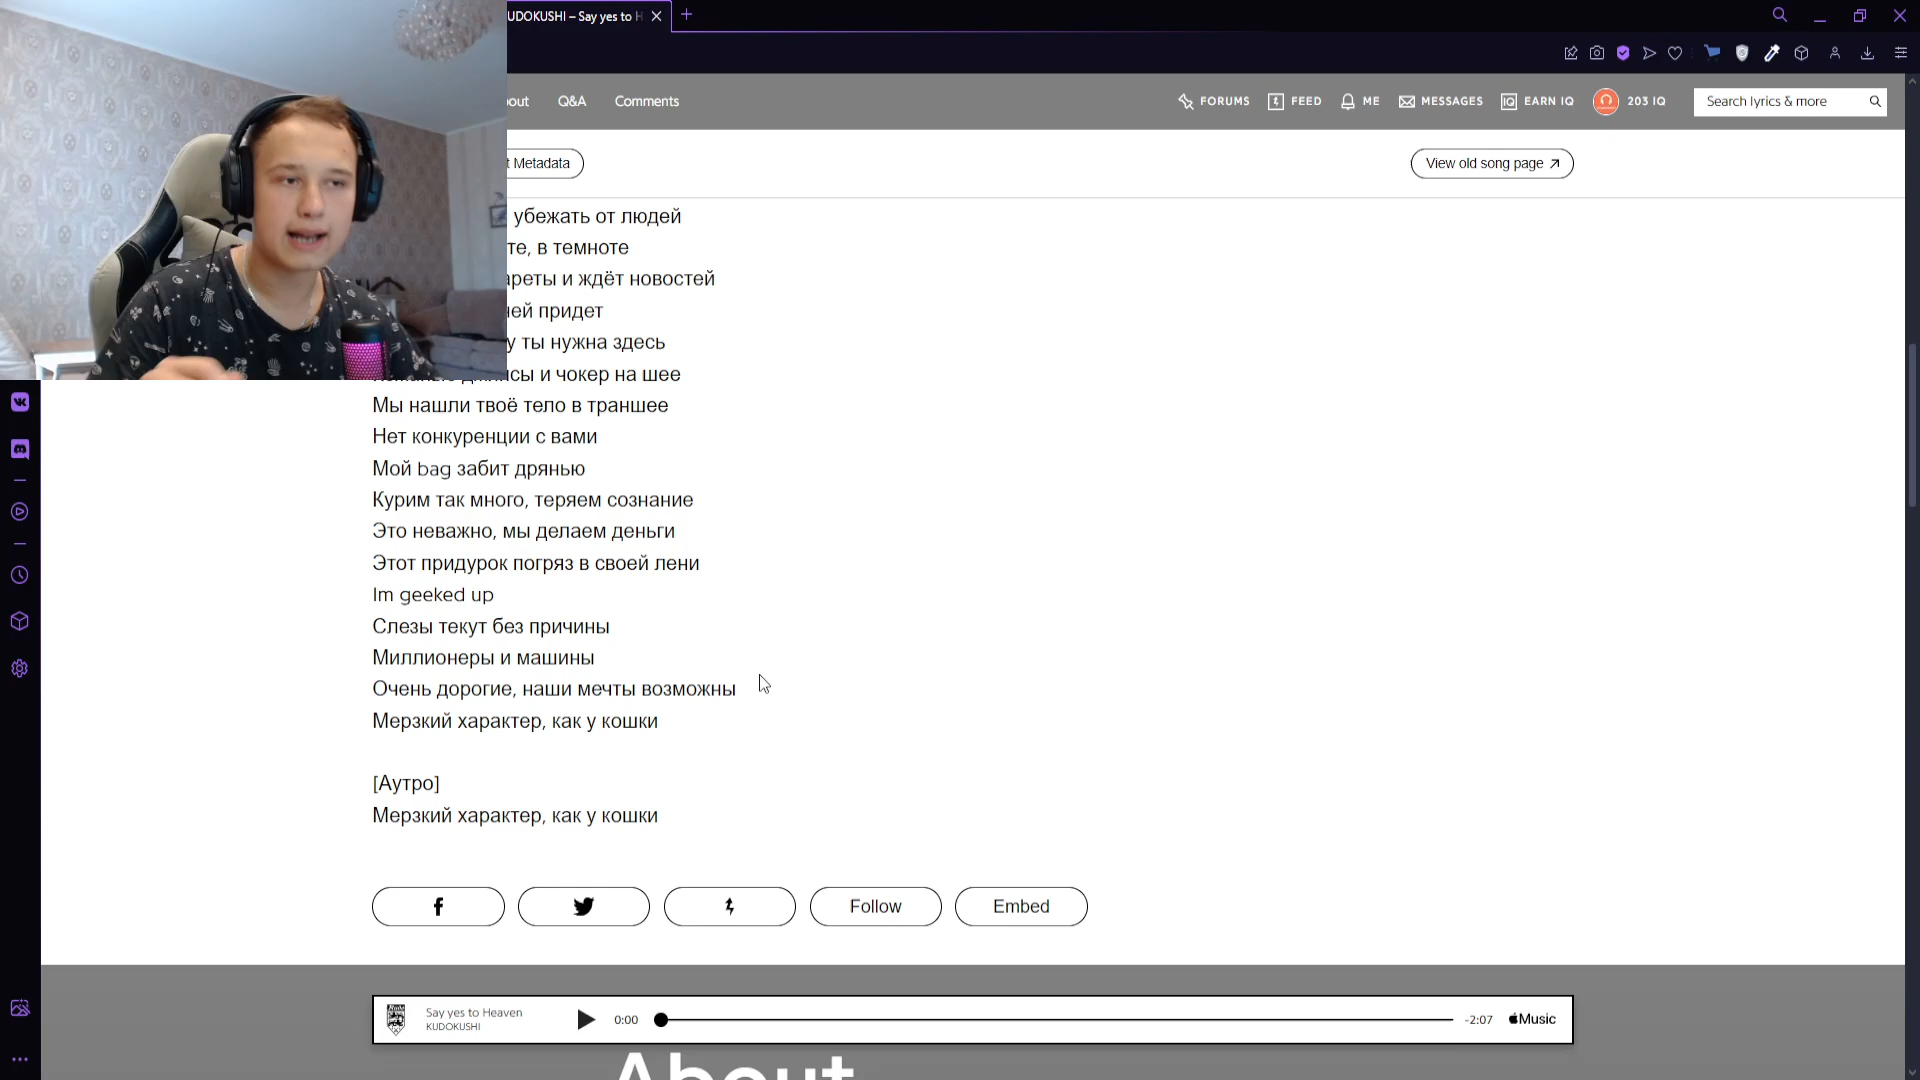 UDOKUSHI – Say yes to H
Q&A
Comments
FORUMS
FEED
ME
MESSAGES
EARN IQ
203 IQ
Search lyrics & more
Metadata
View old song page
убежать от людей
те, в темноте
и ждёт новостей
ней придет
у ты нужна здесь
и чокер на шее
Мы нашли твоё тело в траншее
Нет конкуренции с вами
Мой bag забит дрянью
Курим так много, теряем сознание
Это неважно, мы делаем деньги
Этот придурок погряз в своей лени
Im geeked up
Слезы текут без причины
Миллионеры и машины
Очень дорогие, наши мечты возможны
Мерзкий характер, как у кошки
[Аутро]
Мерзкий характер, как у кошки
Follow
Embed
Say yes to Heaven
KUDOKUSHI
0:00
-2:07
Music
About